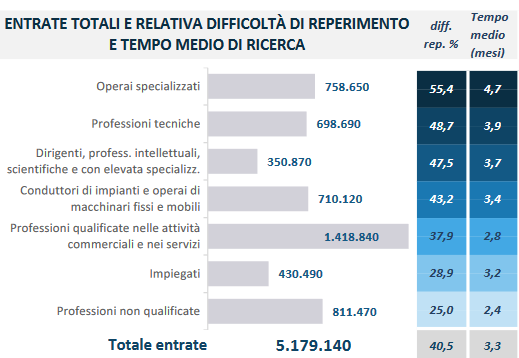 ENTRATE TOTALI E RELATIVA DIFFICOLTÀ DI REPERIMENTO
E TEMPO MEDIO DI RICERCA
diff.
rep. %
Tempo
medio
(mesi)
Operai specializzati 758.650 55,4 4,7
Professioni tecniche 698.690 48,7 3,9
Dirigenti, profess. intellettuali,
scientifiche e con elevata specializz. 350.870 47,5 3,7
Conduttori di impianti e operai di
macchinari fissi e mobili 710.120 43,2 3,4
Professioni qualificate nelle attività
commerciali e nei servizi 1.418.840 37,9 2,8
Impiegati 430.490 28,9 3,2
Professioni non qualificate 811.470 25,0 2,4
Totale entrate 5.179.140 40,5 3,3